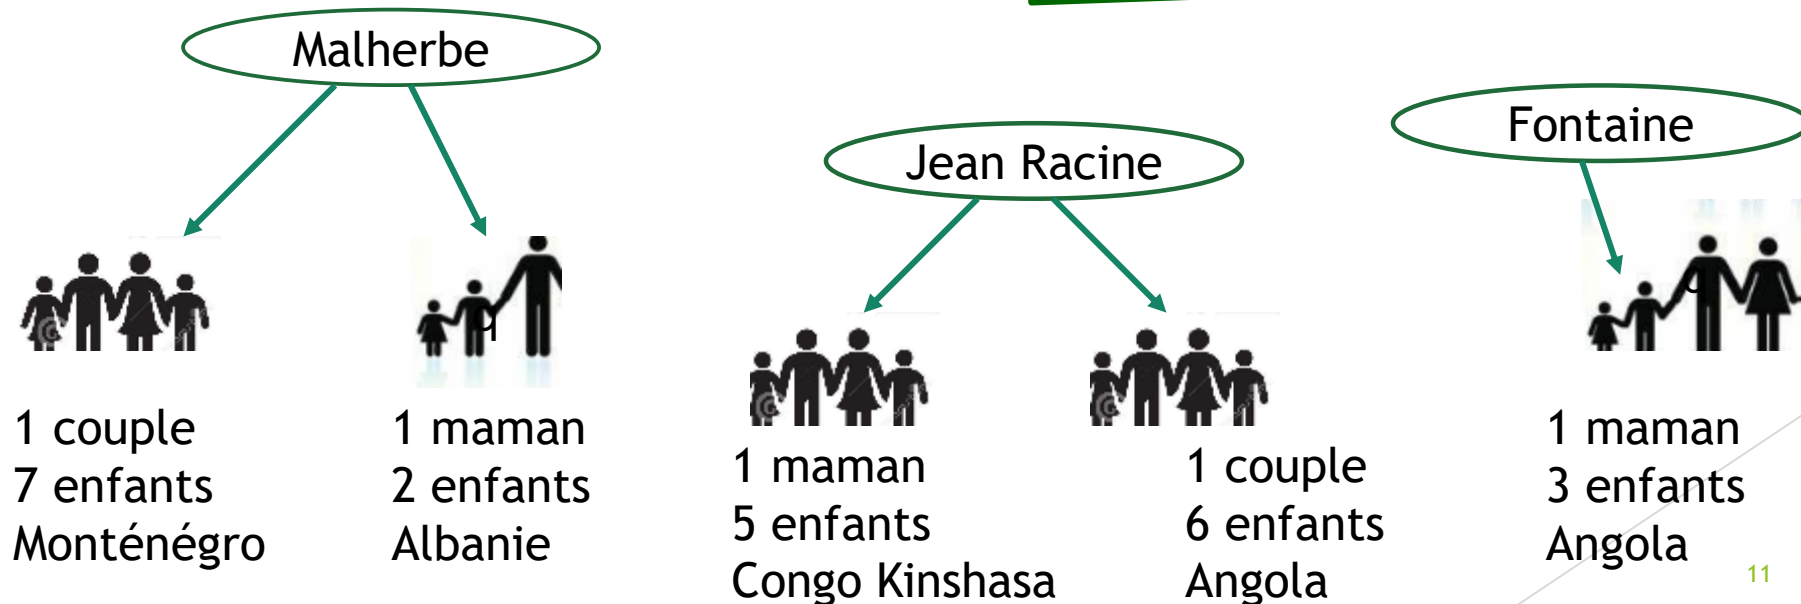 Malherbe
Jean Racine
Fontaine
q
q
1 couple
7 enfants
Monténégro
1 maman
2 enfants
Albanie
1 maman
5 enfants
Congo Kinshasa
1 couple
6 enfants
Angola
1 maman
3 enfants
Angola
11